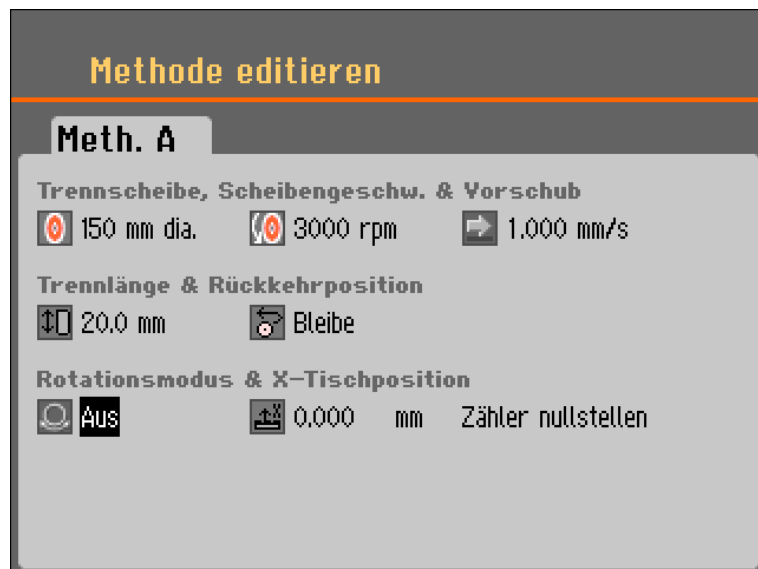 Methode editieren
Meth. A
Trennscheibe, Scheibengeschw. & Vorschub
150 mm dia. 3000 rpm 1.000 mm/s
Trennlänge & Rückkehrposition
20.0 mm Bleibe
Rotationsmodus & X-Tischposition
Aus X 0.000 mm Zähler nullstellen